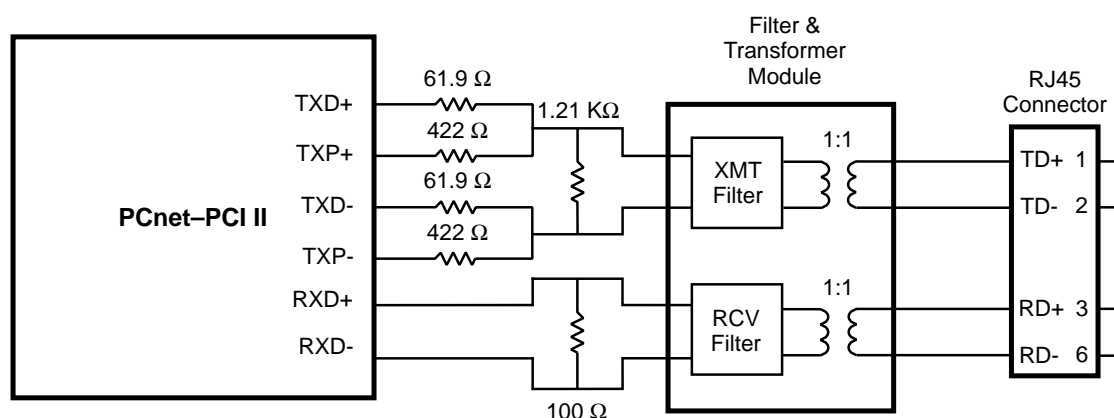 Filter &
Transformer
Module
RJ45
Connector
61.9 Ω
TXD+
1.21 KΩ
422 Ω
TXP+
1:1
XMT
Filter
TD+ 1
61.9 Ω
TXD-
TD- 2
PCnet–PCI II
422 Ω
TXP-
RXD+
1:1
RCV
Filter
RD+ 3
RXD-
RD- 6
100 Ω